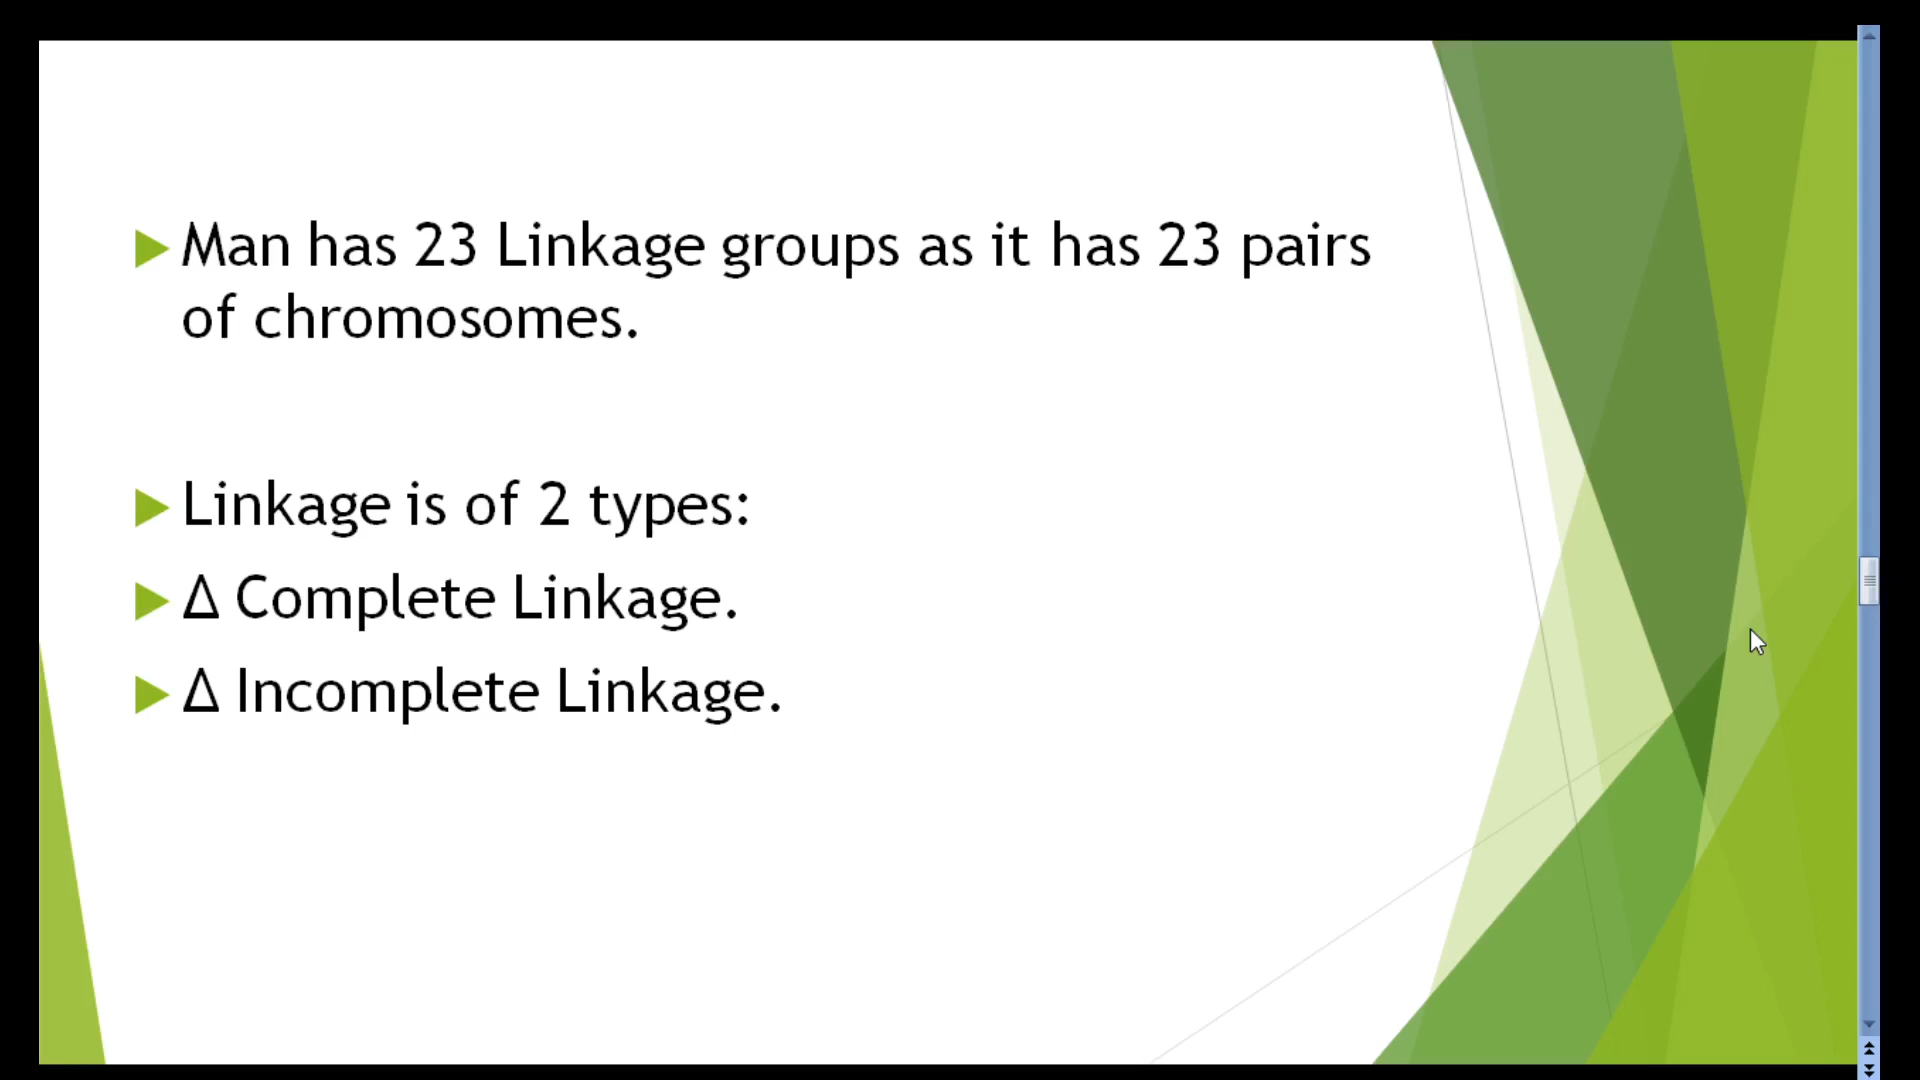 Man has 23 Linkage groups as it has 23 pairs
of chromosomes.
Linkage is of 2 types:
Δ Complete Linkage.
Δ Incomplete Linkage.